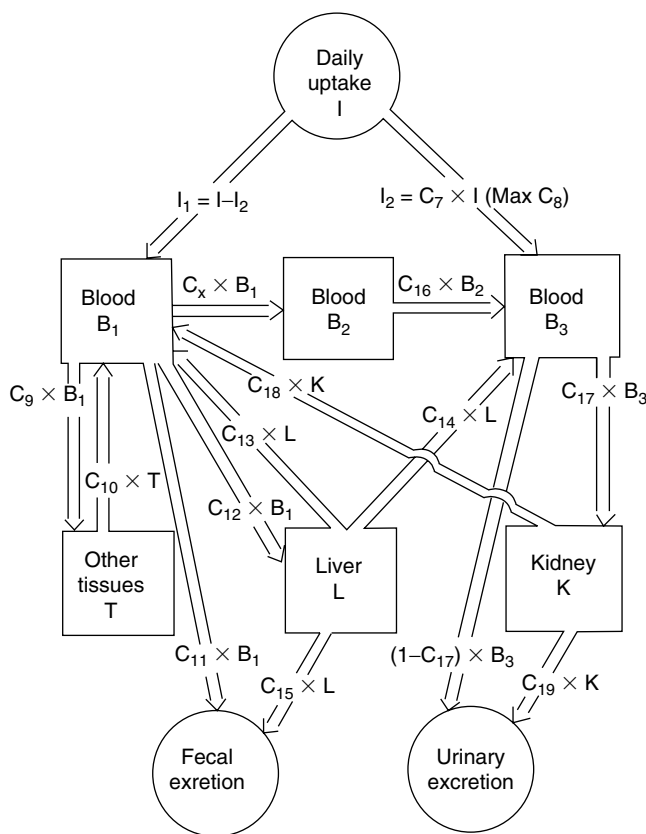 Daily
uptake
I
I₁ = I–I₂
I₂ = C₇ × I (Max C₈)
Blood
B₁
Cₓ × B₁
Blood
B₂
C₁₆ × B₂
Blood
B₃
C₉ × B₁
C₁₈ × K
C₁₇ × B₃
C₁₃ × L
C₁₄ × L
C₁₀ × T
C₁₂ × B₁
Other
tissues
T
Liver
L
Kidney
K
C₁₁ × B₁
(1–C₁₇) × B₃
C₁₅ × L
C₁₉ × K
Fecal
exretion
Urinary
excretion